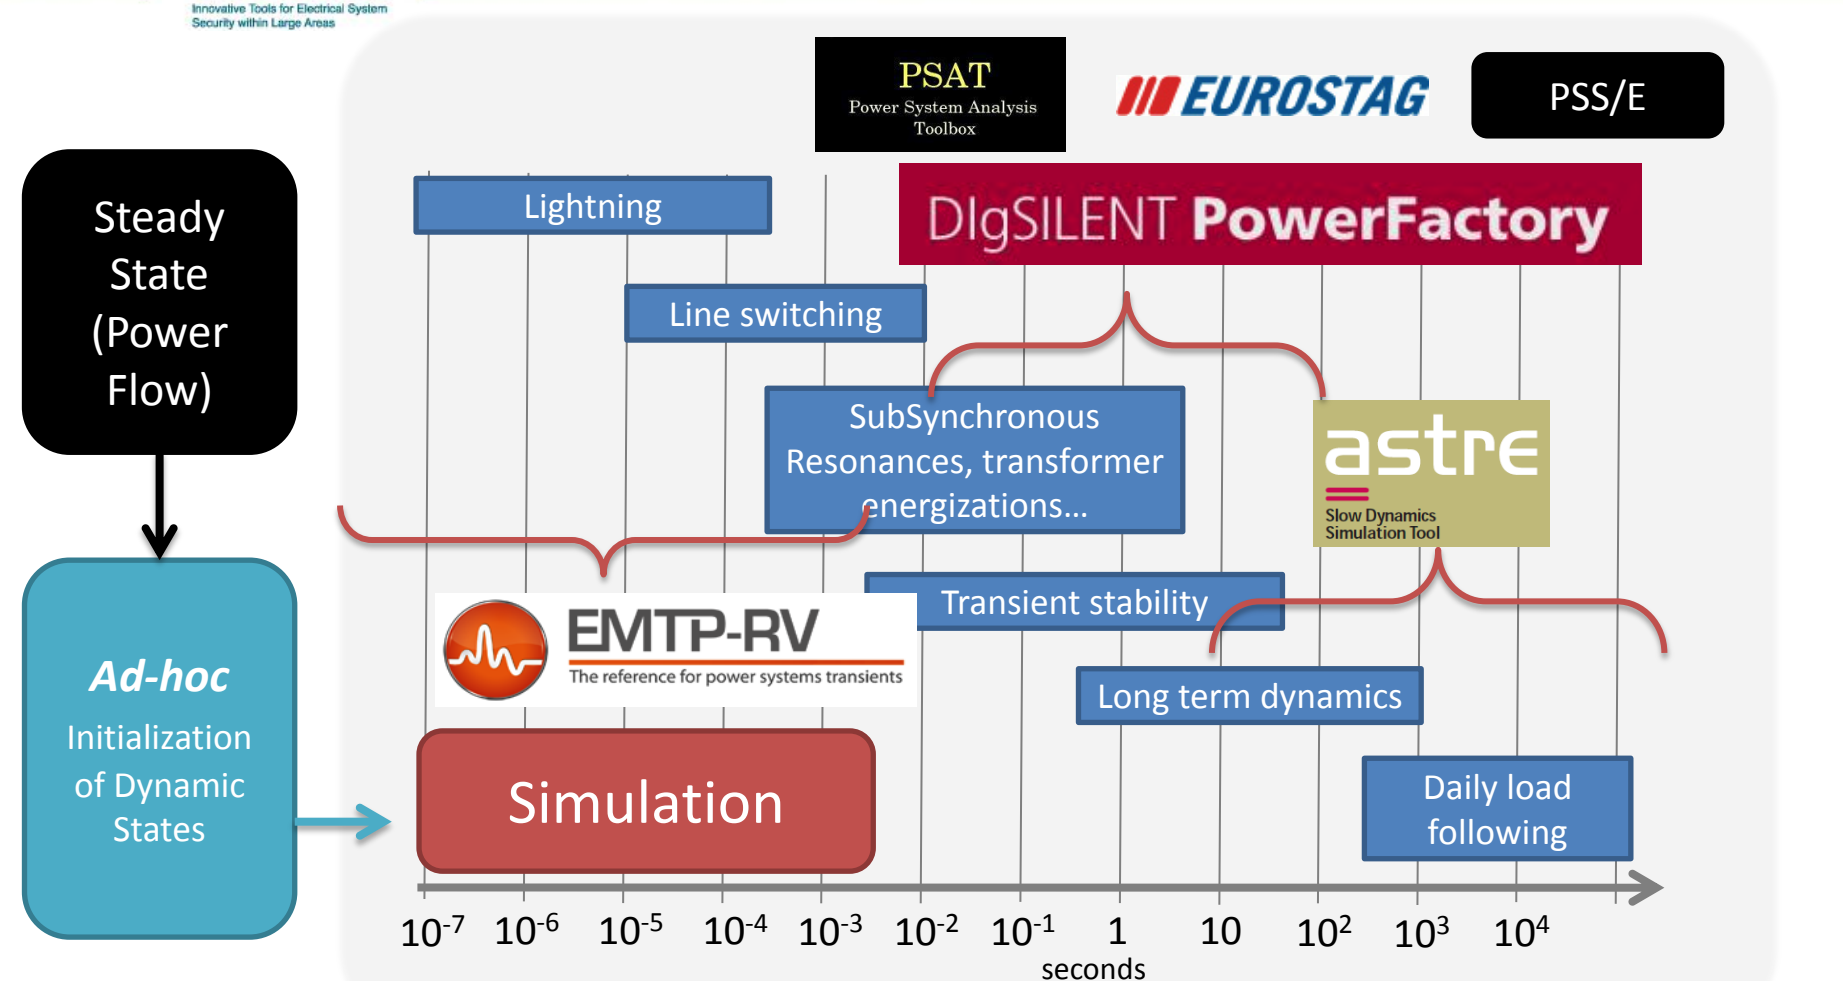 Innovative Tools for Electrical System
Security within Large Areas
PSAT
Power System Analysis
Toolbox
EUROSTAG
PSS/E
Steady
State
(Power
Flow)
Lightning
DIgSILENT PowerFactory
Line switching
SubSynchronous
Resonances, transformer
energizations...
astre
Slow Dynamics
Simulation Tool
EMTP-RV
The reference for power systems transients
Transient stability
Ad-hoc
Initialization
of Dynamic
States
Long term dynamics
Simulation
Daily load
following
10⁻⁷ 10⁻⁶ 10⁻⁵ 10⁻⁴ 10⁻³ 10⁻² 10⁻¹ 1 10 10² 10³ 10⁴
seconds